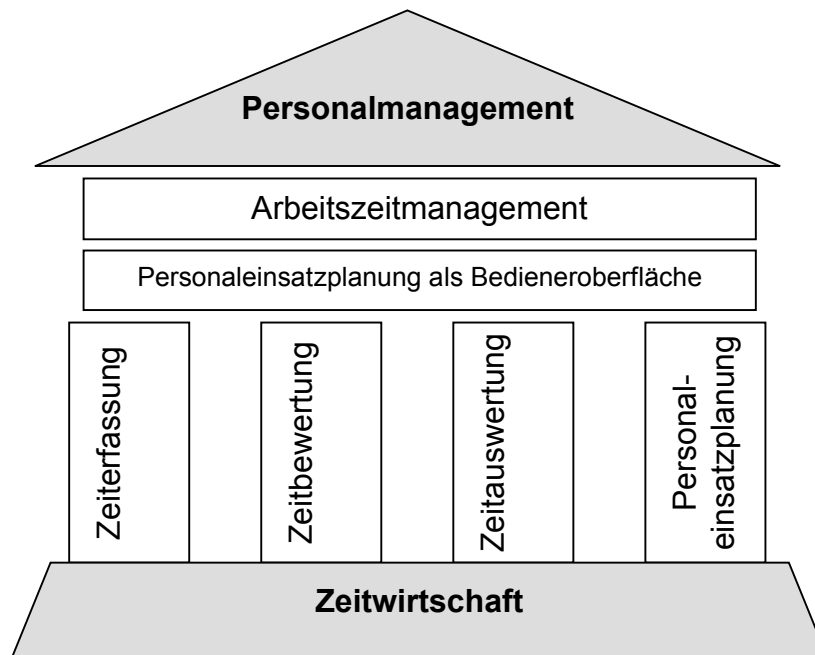 Personalmanagement
Arbeitszeitmanagement
Personaleinsatzplanung als Bedieneroberfläche
Zeiterfassung
Zeitbewertung
Zeitauswertung
Personal-
einsatzplanung
Zeitwirtschaft